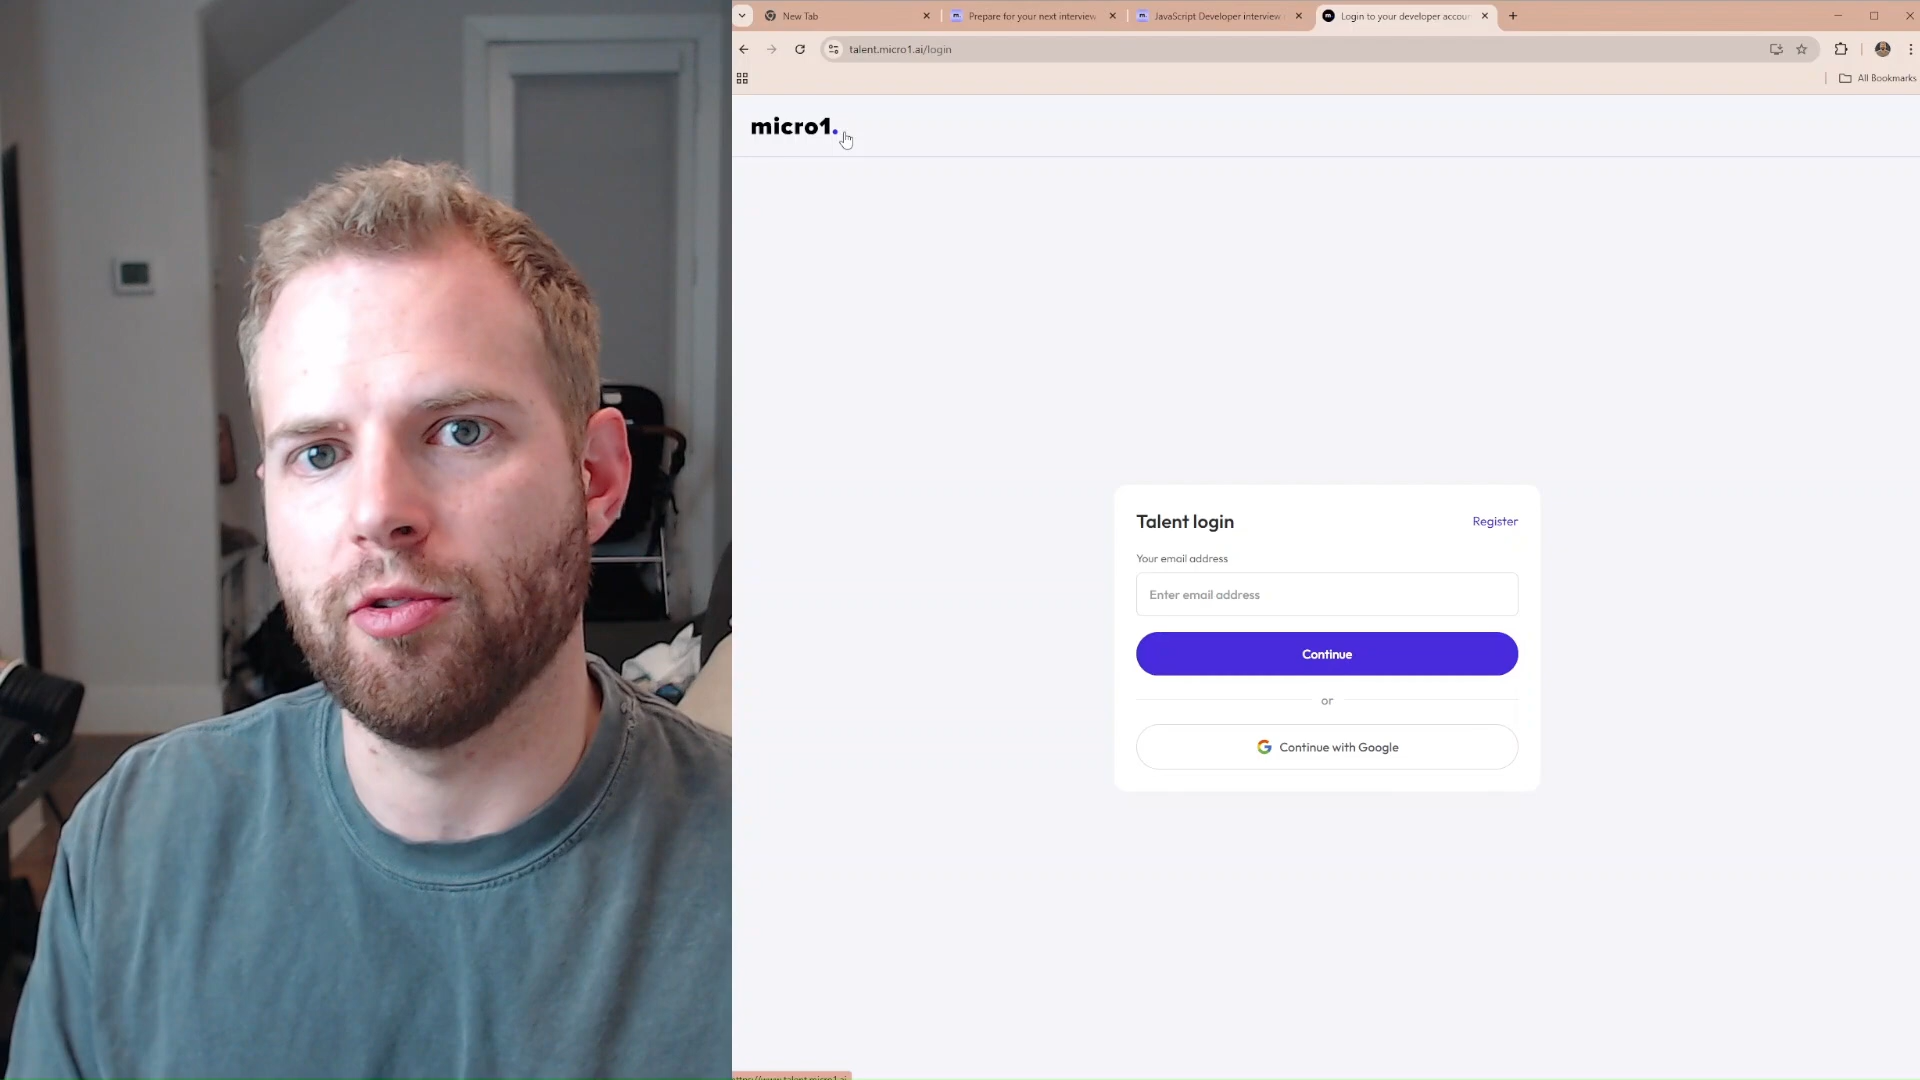 New Tab
Prepare for your next interview
JavaScript Developer interview
Login to your developer accoun
talent.micro1.ai/login
All Bookmarks
micro1.
Talent login
Register
Your email address
Enter email address
Continue
or
Continue with Google